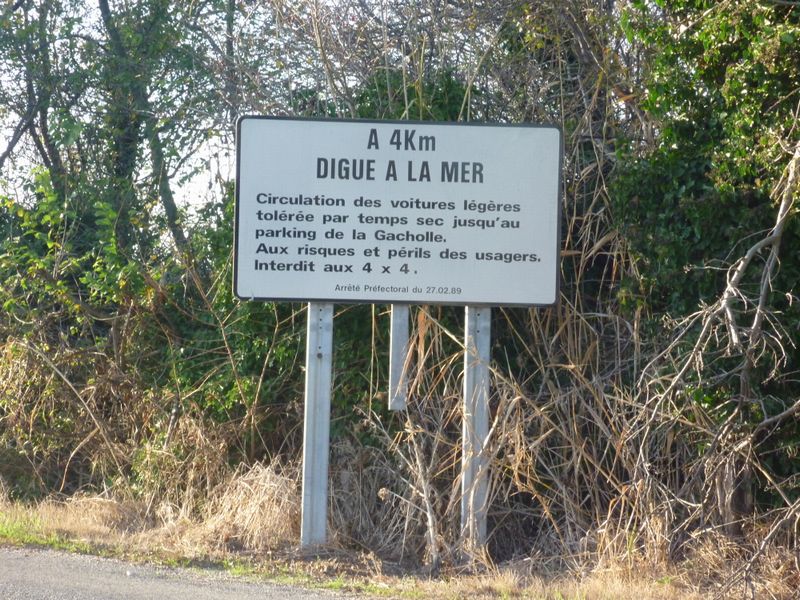 A 4Km
DIGUE A LA MER
Circulation des voitures légères
tolérée par temps sec jusqu'au
parking de la Gacholle.
Aux risques et périls des usagers.
Interdit aux 4 x 4.
Arrêté Préfectoral du 27.02.89